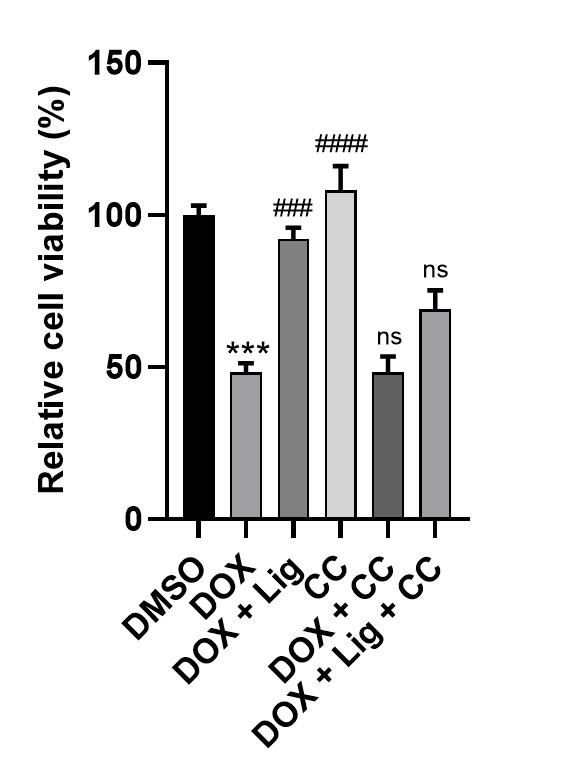 Relative cell viability (%)
150
100
50
0
***
###
####
ns
ns
DMSO
DOX
DOX + Lig
CC
DOX + CC
DOX + Lig + CC